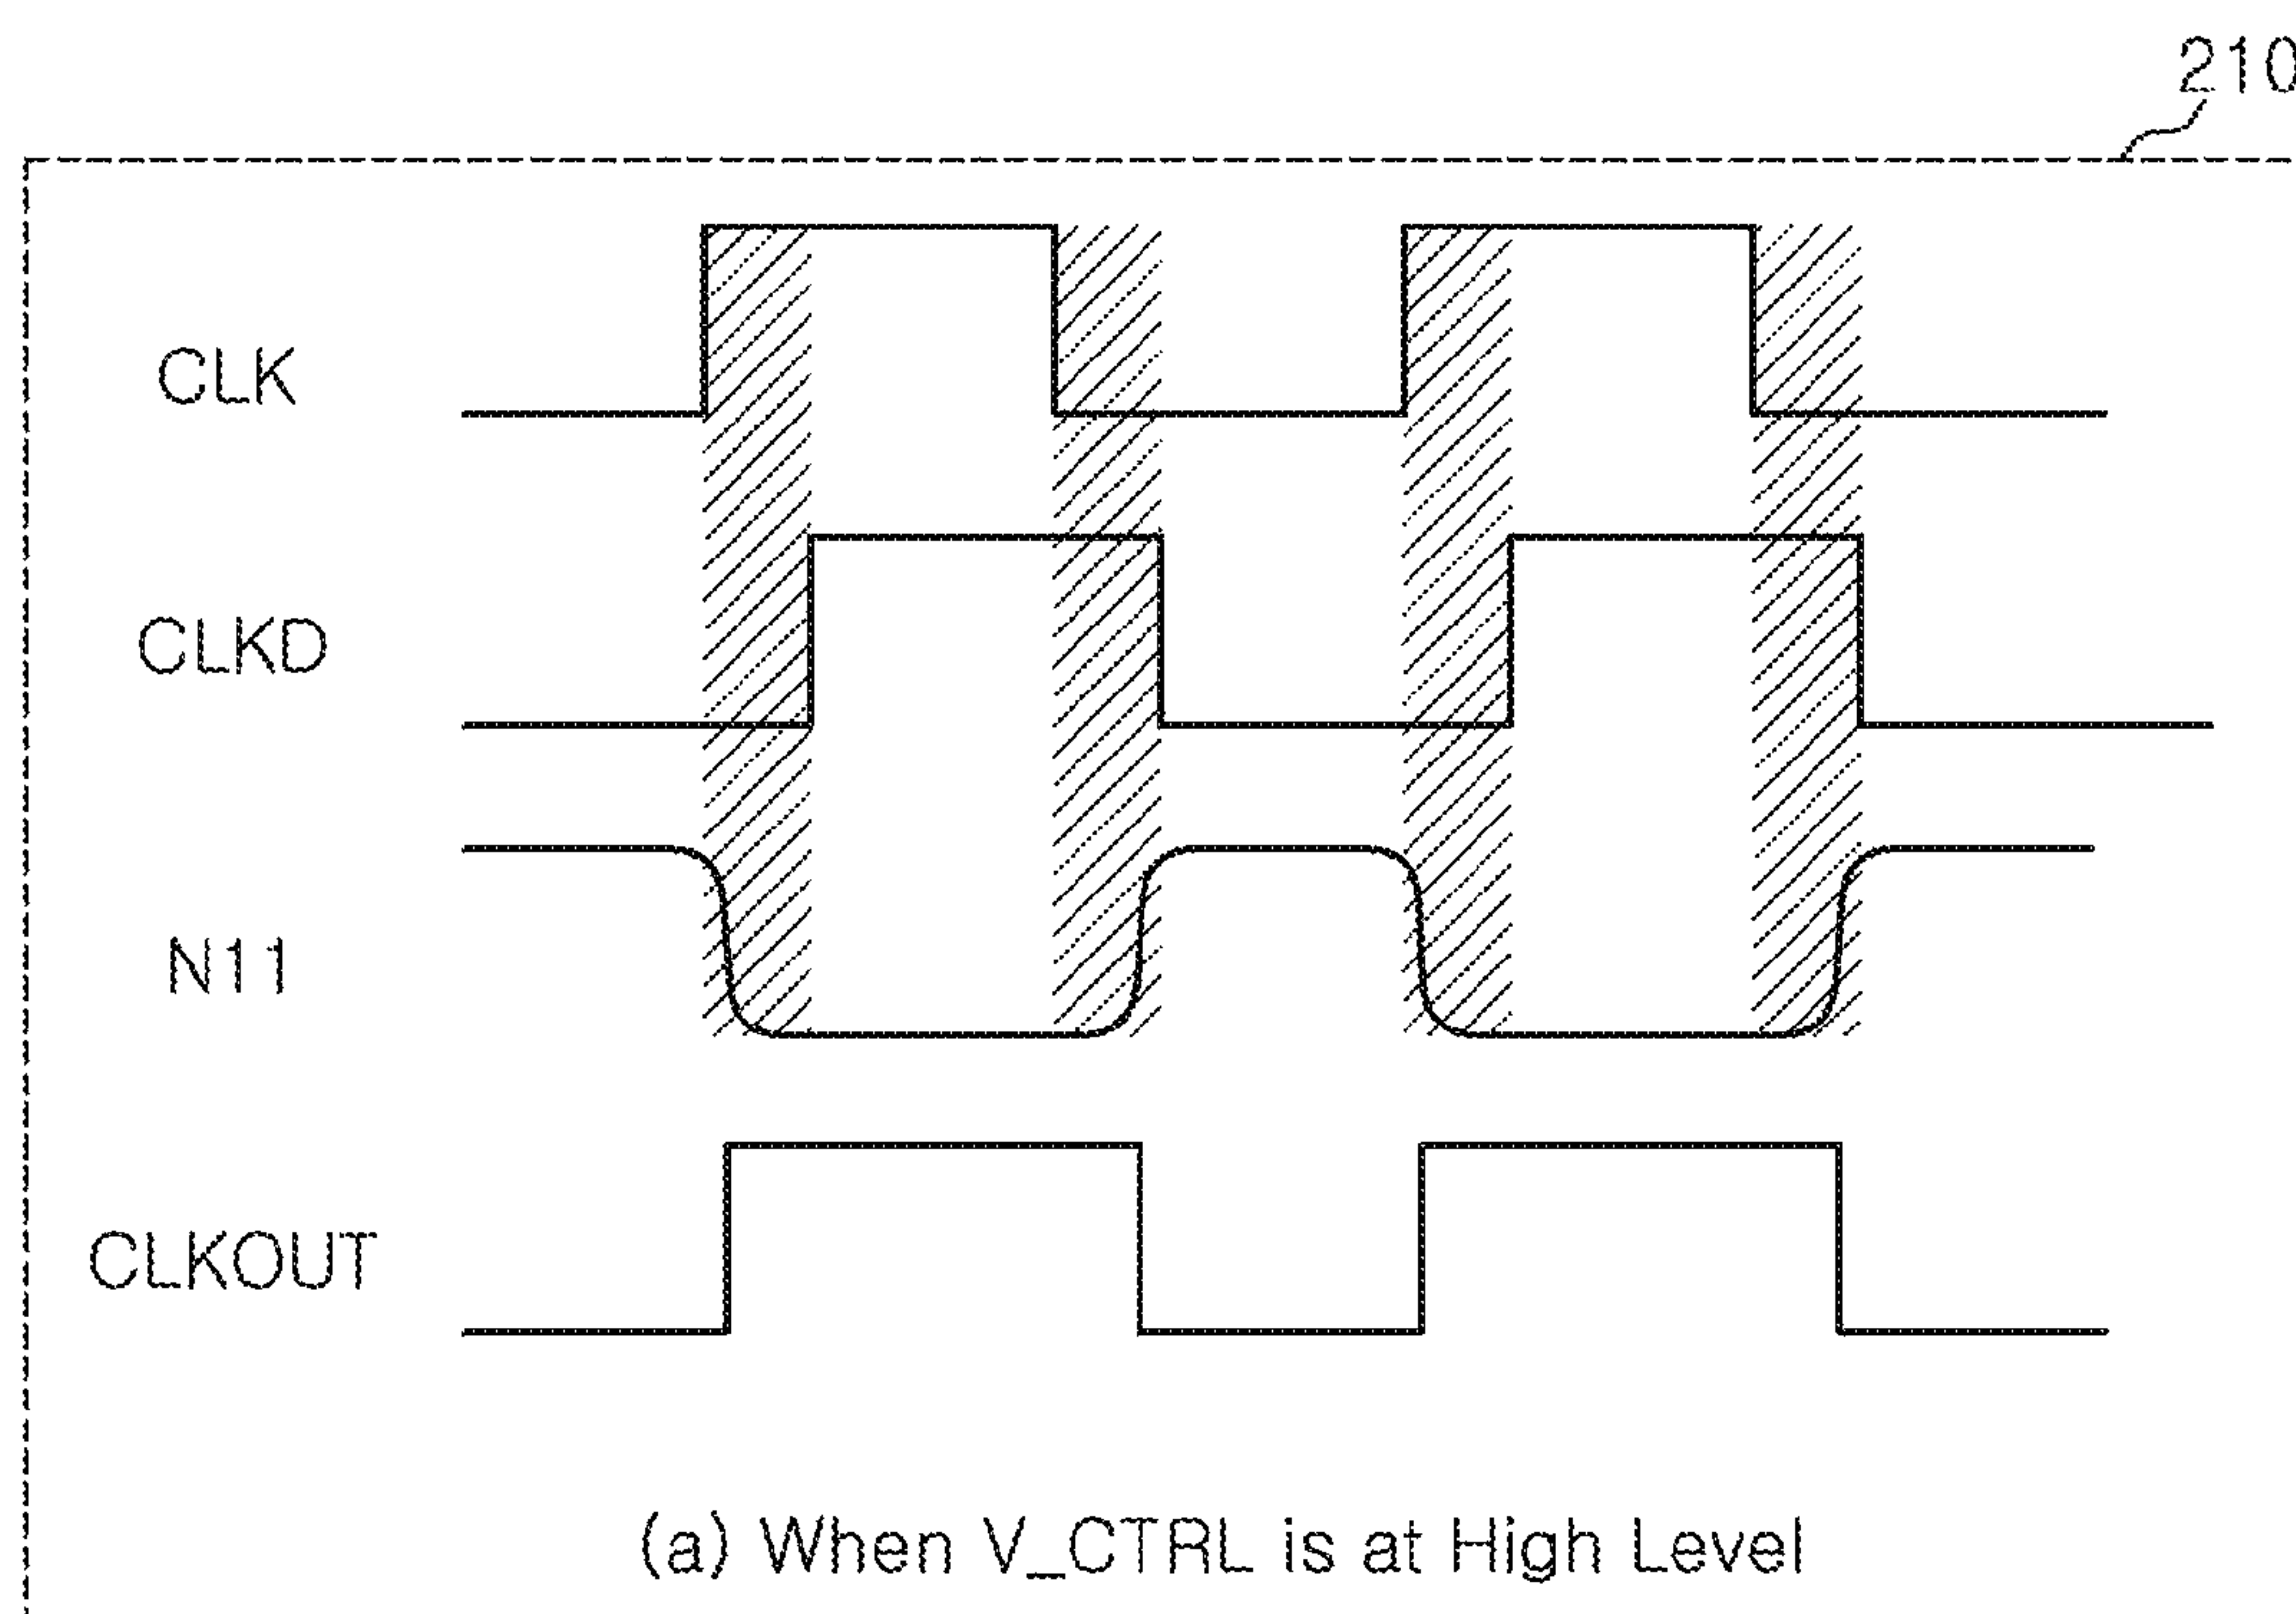 210
CLK
CLKD
N11
CLKOUT
(a) When V_CTRL is at High Level